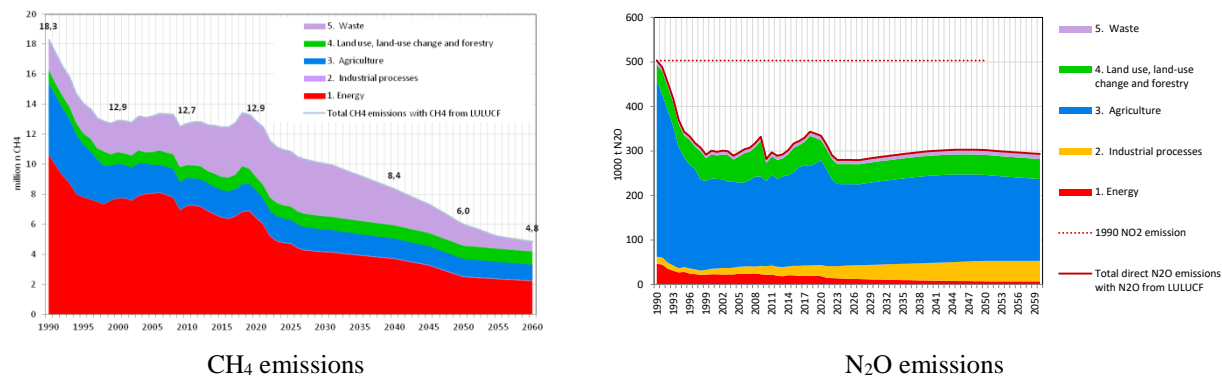 18,3
12,9
12,7
12,9
8,4
6,0
4,8
20
18
16
14
12
10
8
6
4
2
0
million n CH4
1990 1995 2000 2005 2010 2015 2020 2025 2030 2035 2040 2045 2050 2055 2060
5. Waste
4. Land use, land-use change and forestry
3. Agriculture
2. Industrial processes
1. Energy
Total CH4 emissions with CH4 from LULUCF
CH4 emissions
600
500
400
300
200
100
0
1000 t N2O
1990 1993 1996 1999 2002 2005 2008 2011 2014 2017 2020 2023 2026 2029 2032 2035 2038 2041 2044 2047 2050 2053 2056 2059
5. Waste
4. Land use, land-use
change and forestry
3. Agriculture
2. Industrial processes
1. Energy
1990 NO2 emission
Total direct N2O emissions
with N2O from LULUCF
N2O emissions